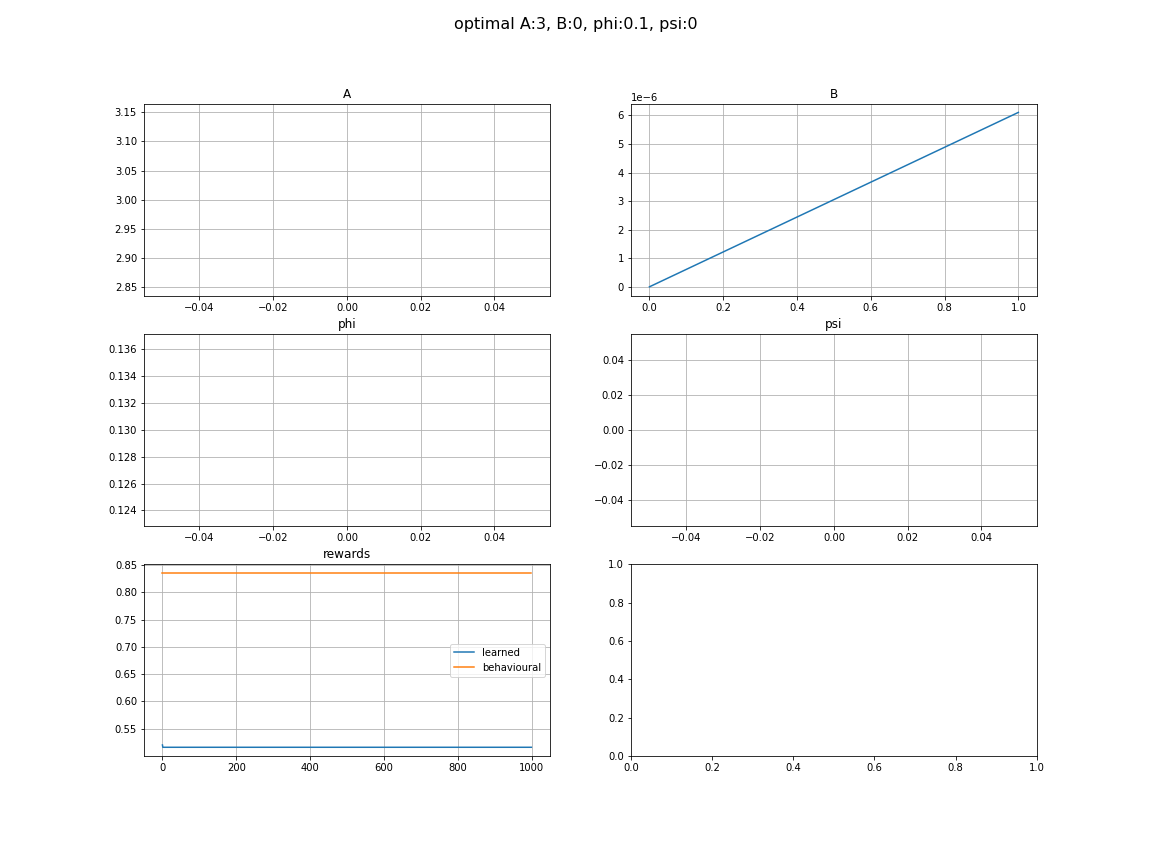 optimal A:3, B:0, phi:0.1, psi:0
A
3.15
3.10
3.05
3.00
2.95
2.90
2.85
−0.04 −0.02 0.00 0.02 0.04
B
1e−6
6
5
4
3
2
1
0
0.0 0.2 0.4 0.6 0.8 1.0
phi
0.136
0.134
0.132
0.130
0.128
0.126
0.124
−0.04 −0.02 0.00 0.02 0.04
psi
0.04
0.02
0.00
−0.02
−0.04
−0.04 −0.02 0.00 0.02 0.04
rewards
0.85
0.80
0.75
0.70
0.65
0.60
0.55
learned
behavioural
0 200 400 600 800 1000
1.0
0.8
0.6
0.4
0.2
0.0
0.0 0.2 0.4 0.6 0.8 1.0